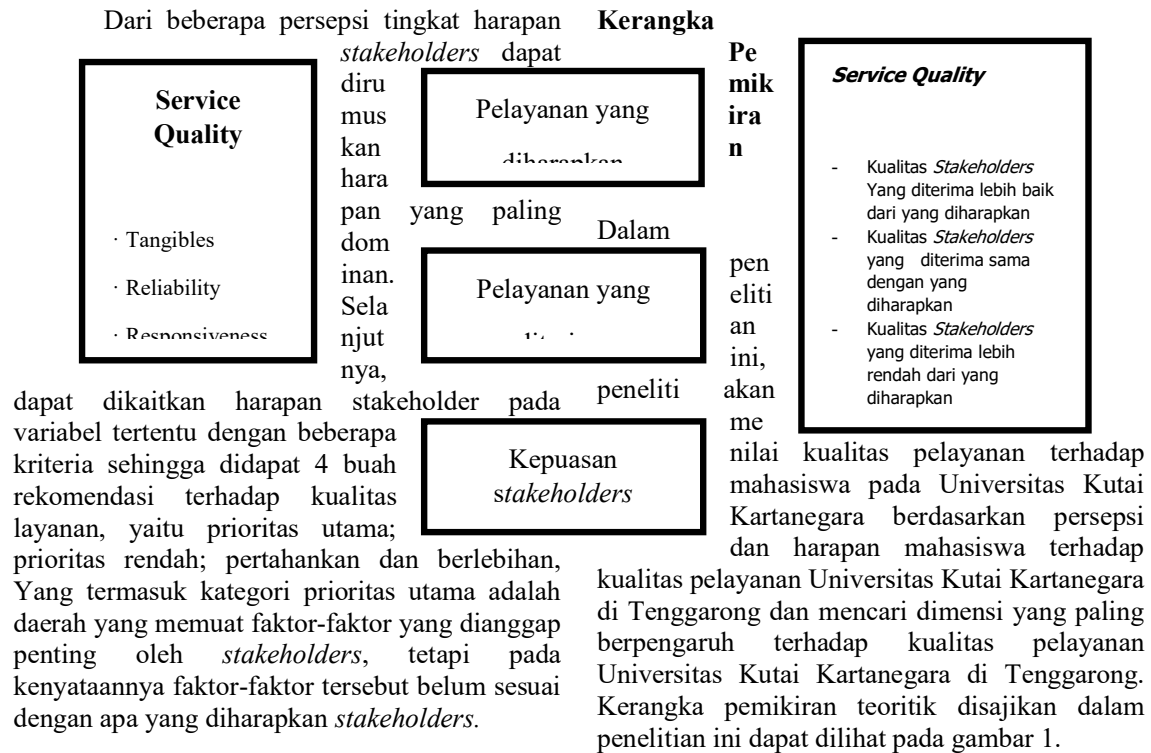 Dari beberapa persepsi tingkat harapan
stakeholders dapat
diru
mus
kan
hara
pan yang paling
dom
inan.
Sela
njut
nya,
dapat dikaitkan harapan stakeholder pada
variabel tertentu dengan beberapa
kriteria sehingga didapat 4 buah
rekomendasi terhadap kualitas
layanan, yaitu prioritas utama;
prioritas rendah; pertahankan dan berlebihan,
Yang termasuk kategori prioritas utama adalah
daerah yang memuat faktor-faktor yang dianggap
penting oleh stakeholders, tetapi pada
kenyataannya faktor-faktor tersebut belum sesuai
dengan apa yang diharapkan stakeholders.
Service
Quality
· Tangibles
· Reliability
· Responsiveness
Pelayanan yang
diharapkan
Pelayanan yang
Kepuasan
stakeholders
Service Quality
- Kualitas Stakeholders
Yang diterima lebih baik
dari yang diharapkan
- Kualitas Stakeholders
yang diterima sama
dengan yang
diharapkan
- Kualitas Stakeholders
yang diterima lebih
rendah dari yang
diharapkan
Kerangka
Pe
mik
ira
n
Dalam
pen
eliti
an
ini,
peneliti akan
me
nilai kualitas pelayanan terhadap
mahasiswa pada Universitas Kutai
Kartanegara berdasarkan persepsi
dan harapan mahasiswa terhadap
kualitas pelayanan Universitas Kutai Kartanegara
di Tenggarong dan mencari dimensi yang paling
berpengaruh terhadap kualitas pelayanan
Universitas Kutai Kartanegara di Tenggarong.
Kerangka pemikiran teoritik disajikan dalam
penelitian ini dapat dilihat pada gambar 1.